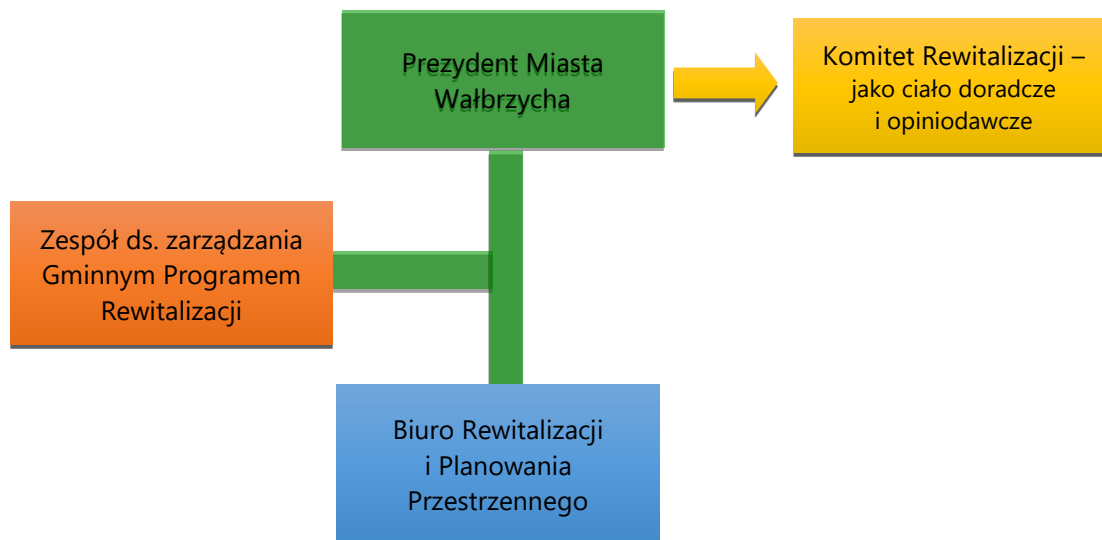 Prezydent Miasta
Wałbrzycha
Komitet Rewitalizacji –
jako ciało doradcze
i opiniodawcze
Zespół ds. zarządzania
Gminnym Programem
Rewitalizacji
Biuro Rewitalizacji
i Planowania
Przestrzennego